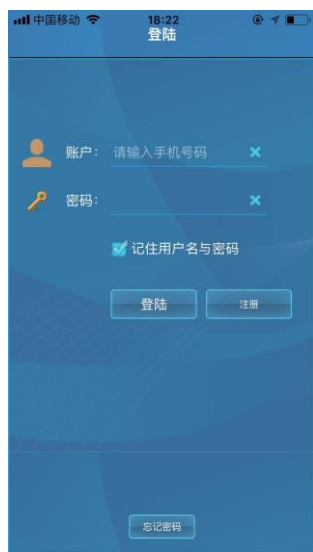 中国移动 18:22
登陆
账户: 请输入手机号码
密码:
记住用户名与密码
登陆 注册
忘记密码